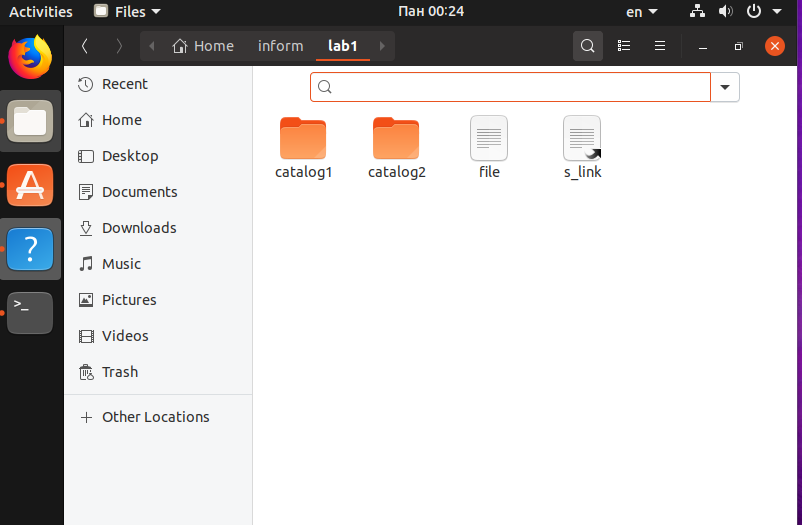 Activities Files Пан 00:24 en
Home inform lab1
Recent
Home
Desktop
Documents
Downloads
Music
Pictures
Videos
Trash
Other Locations
catalog1 catalog2 file s_link